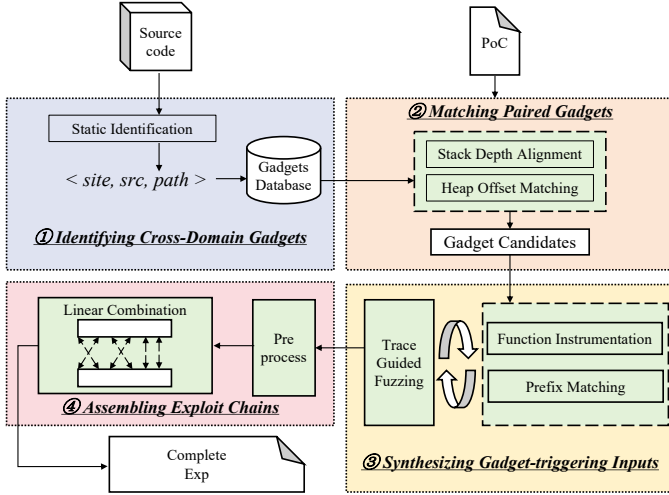 Source
code
PoC
② Matching Paired Gadgets
Static Identification
Stack Depth Alignment
Heap Offset Matching
< site, src, path >
Gadgets
Database
① Identifying Cross-Domain Gadgets
Gadget Candidates
Linear Combination
Pre
process
Trace
Guided
Fuzzing
Function Instrumentation
Prefix Matching
④ Assembling Exploit Chains
Complete
Exp
③ Synthesizing Gadget-triggering Inputs